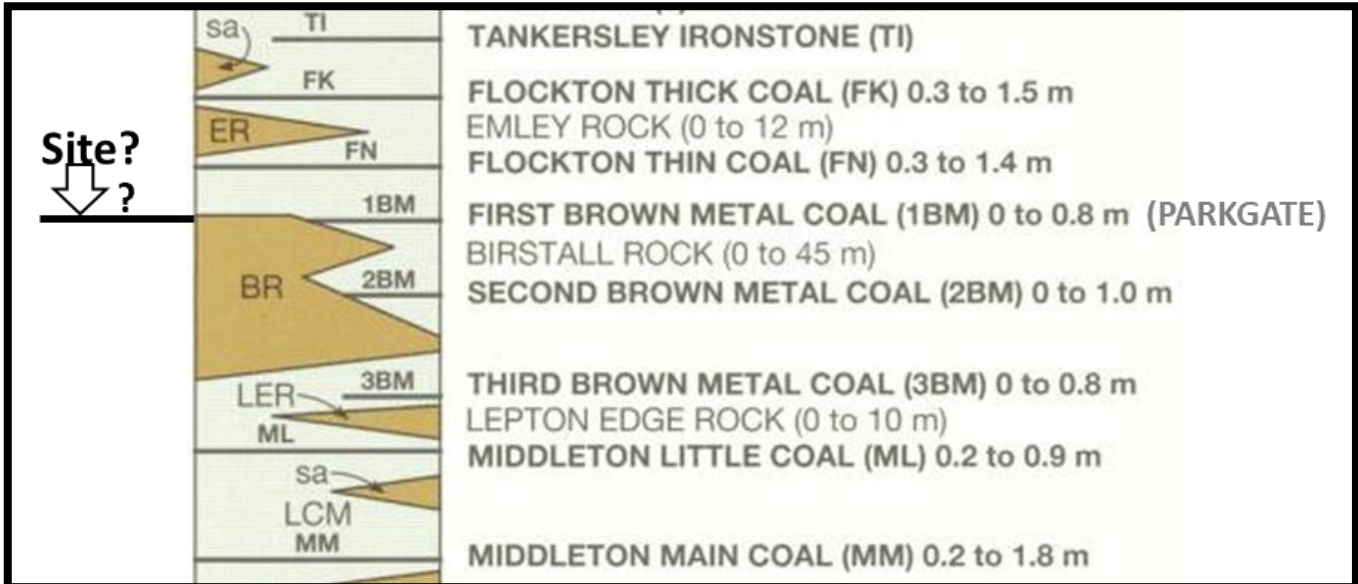 sa
TI
TANKERSLEY IRONSTONE (TI)
FK
FLOCKTON THICK COAL (FK) 0.3 to 1.5 m
ER
EMLEY ROCK (0 to 12 m)
Site?
FN
FLOCKTON THIN COAL (FN) 0.3 to 1.4 m
?
1BM
FIRST BROWN METAL COAL (1BM) 0 to 0.8 m (PARKGATE)
BIRSTALL ROCK (0 to 45 m)
BR
2BM
SECOND BROWN METAL COAL (2BM) 0 to 1.0 m
3BM
THIRD BROWN METAL COAL (3BM) 0 to 0.8 m
LER
LEPTON EDGE ROCK (0 to 10 m)
ML
MIDDLETON LITTLE COAL (ML) 0.2 to 0.9 m
sa
LCM
MM
MIDDLETON MAIN COAL (MM) 0.2 to 1.8 m